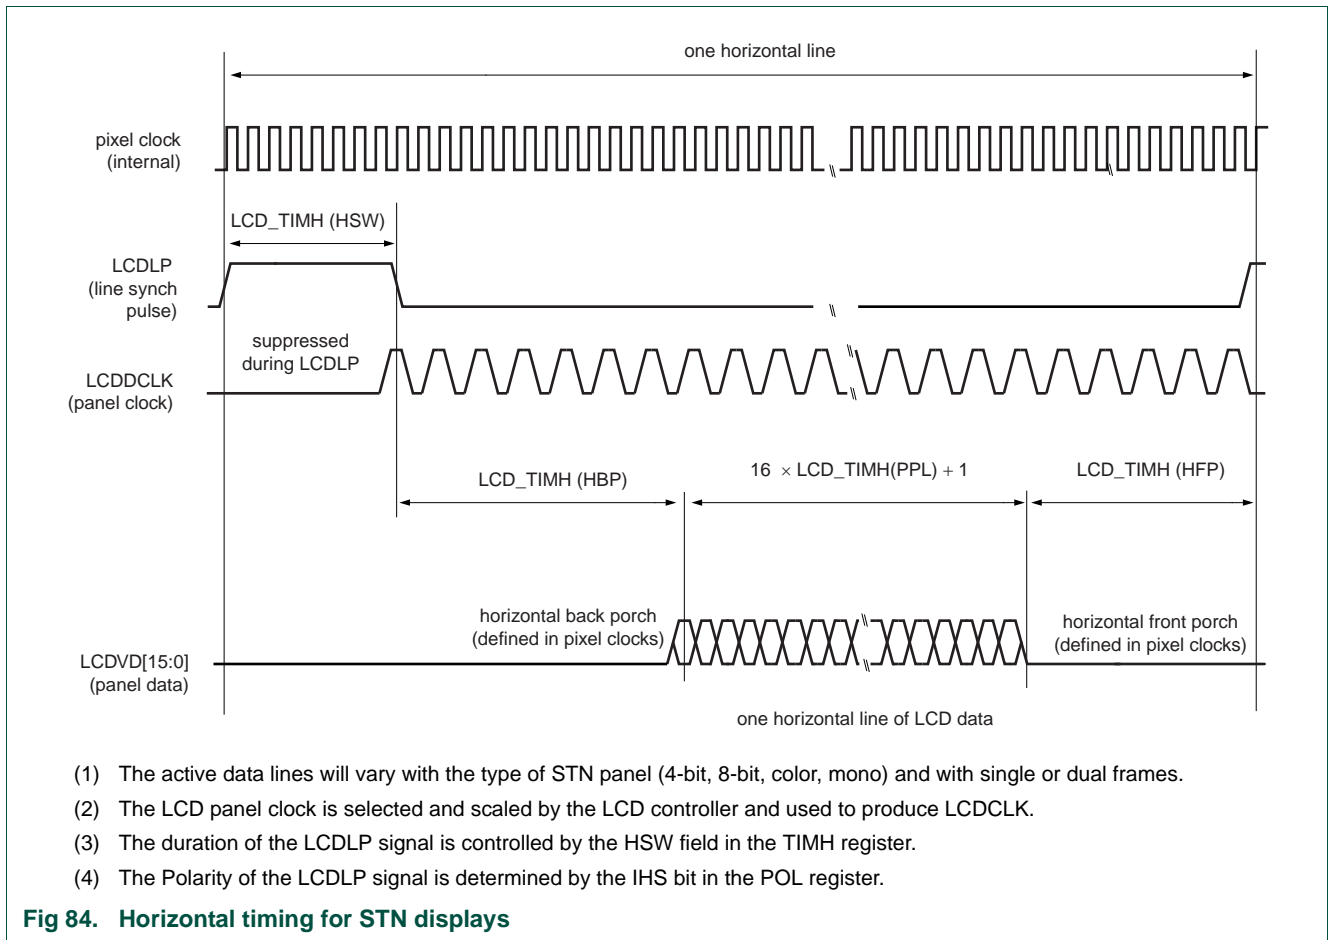 one horizontal line
pixel clock
(internal)
LCD_TIMH (HSW)
LCDLP
(line synch
pulse)
suppressed
during LCDLP
LCDDCLK
(panel clock)
LCD_TIMH (HBP)
16 × LCD_TIMH(PPL) + 1
LCD_TIMH (HFP)
horizontal back porch
(defined in pixel clocks)
horizontal front porch
(defined in pixel clocks)
LCDVD[15:0]
(panel data)
one horizontal line of LCD data
(1) The active data lines will vary with the type of STN panel (4-bit, 8-bit, color, mono) and with single or dual frames.
(2) The LCD panel clock is selected and scaled by the LCD controller and used to produce LCDCLK.
(3) The duration of the LCDLP signal is controlled by the HSW field in the TIMH register.
(4) The Polarity of the LCDLP signal is determined by the IHS bit in the POL register.
Fig 84. Horizontal timing for STN displays